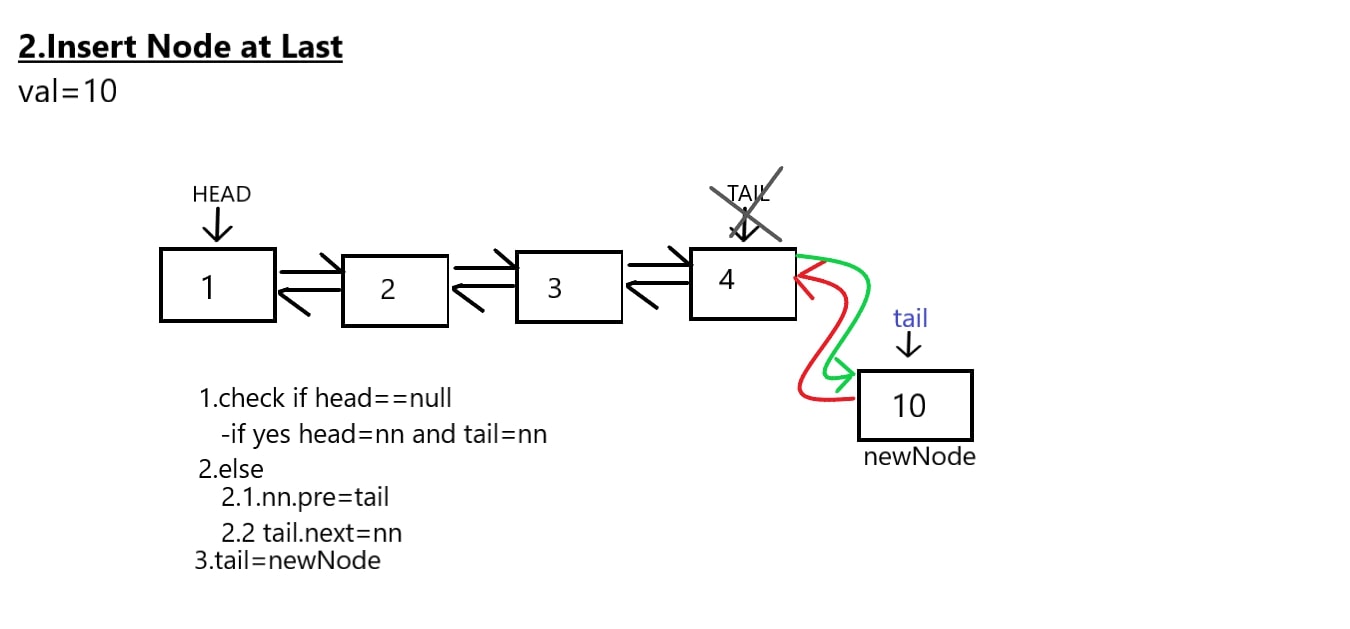 2.Insert Node at Last
val=10
HEAD
TAIL
1
2
3
4
tail
10
newNode
1.check if head==null
-if yes head=nn and tail=nn
2.else
2.1.nn.pre=tail
2.2 tail.next=nn
3.tail=newNode